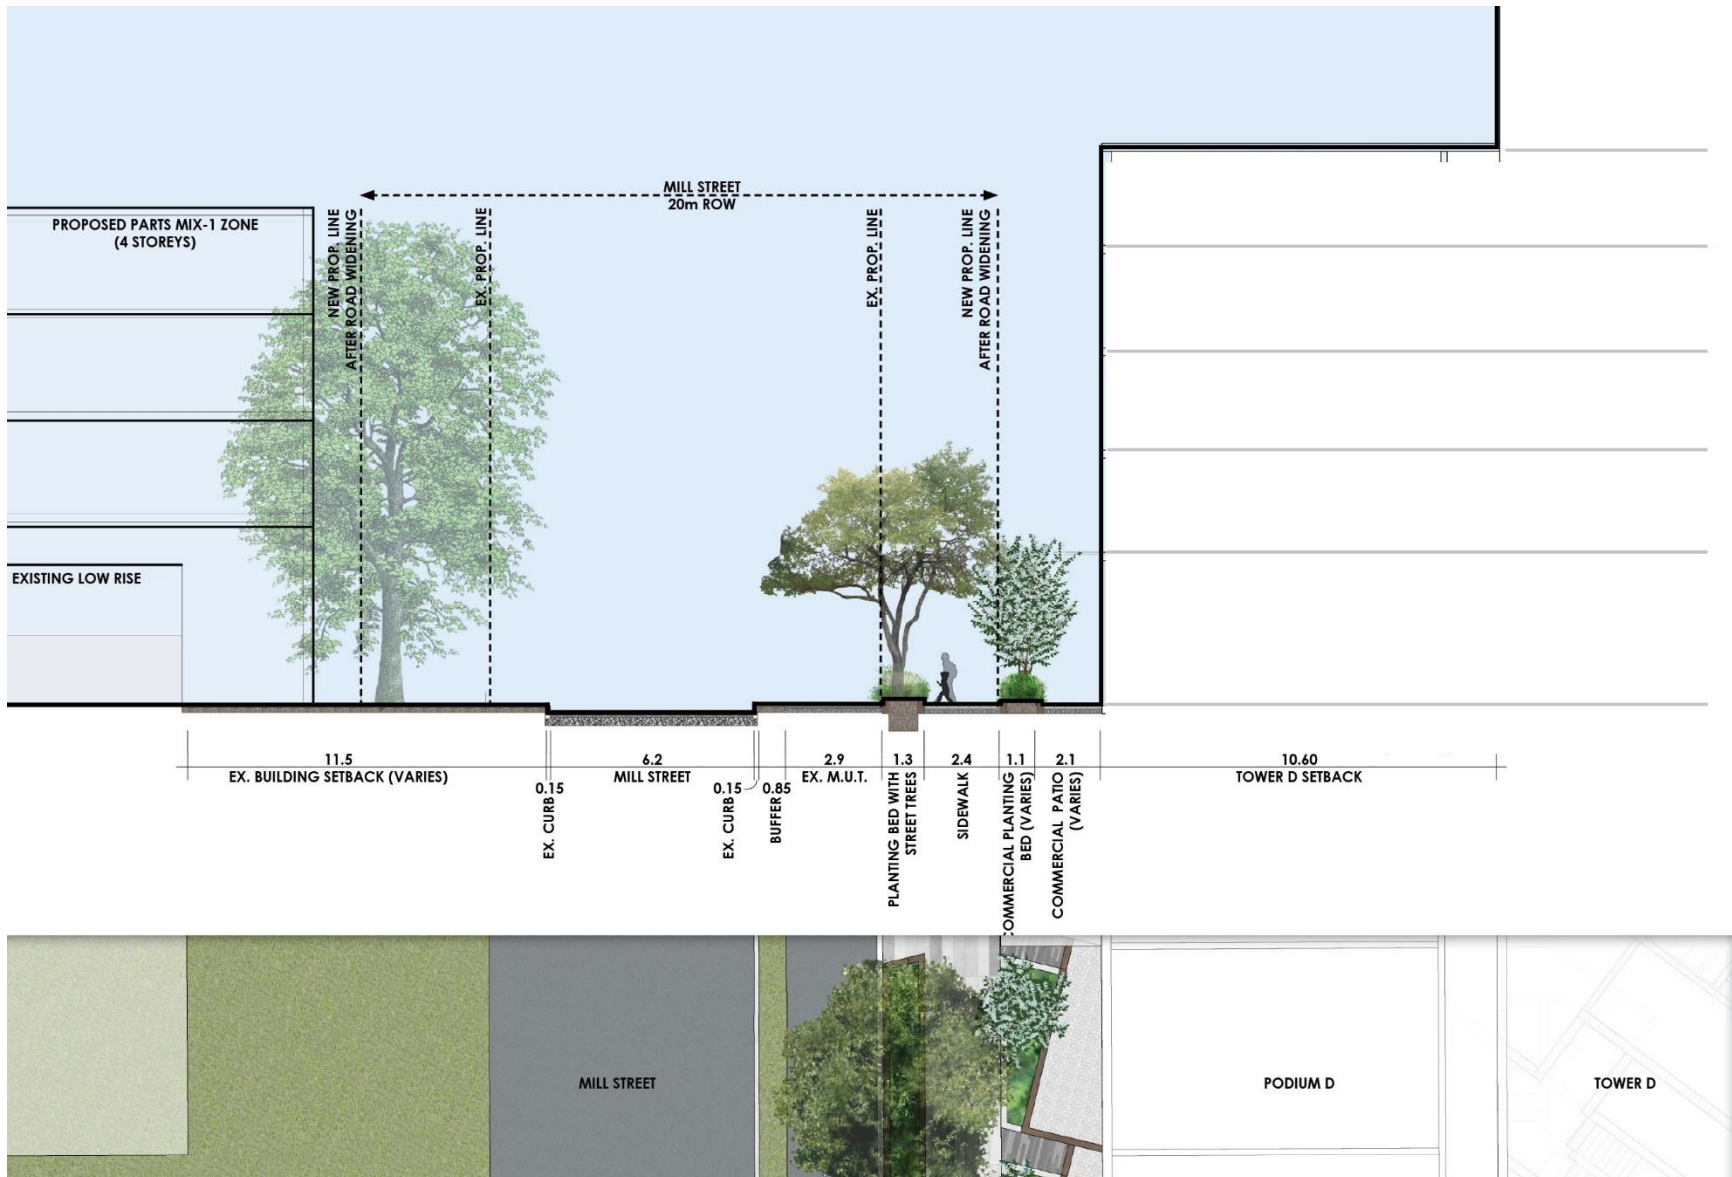 MILL STREET
20m ROW
PROPOSED PARTS MIX-1 ZONE
(4 STOREYS)
NEW PROP. LINE
AFTER ROAD WIDENING
EX. PROP. LINE
EX. PROP. LINE
NEW PROP. LINE
AFTER ROAD WIDENING
EXISTING LOW RISE
11.5
EX. BUILDING SETBACK (VARIES)
0.15
EX. CURB
6.2
MILL STREET
0.15
EX. CURB
0.85
BUFFER
2.9
EX. M.U.T.
1.3
PLANTING BED WITH
STREET TREES
2.4
SIDEWALK
1.1
COMMERCIAL PLANTING
BED (VARIES)
2.1
COMMERCIAL PATIO
(VARIES)
10.60
TOWER D SETBACK
MILL STREET
PODIUM D
TOWER D